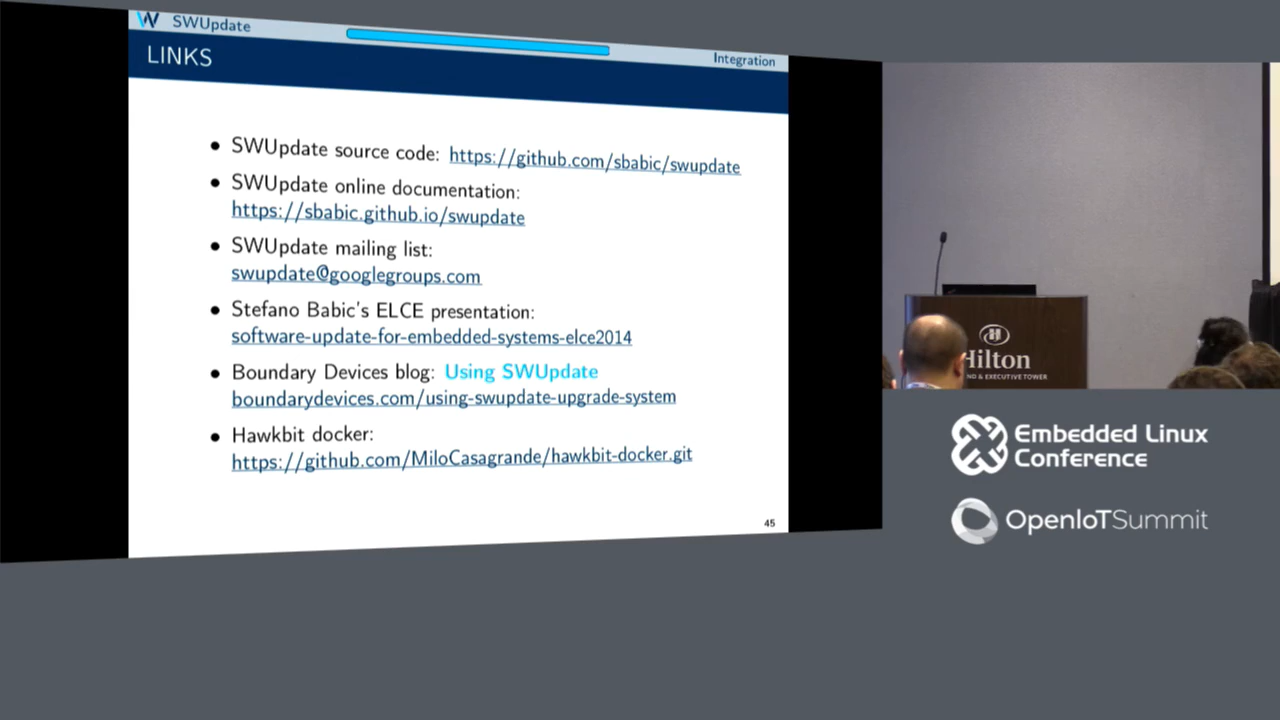 SWUpdate
Integration
LINKS
• SWUpdate source code: https://github.com/sbabic/swupdate
• SWUpdate online documentation:
https://sbabic.github.io/swupdate
• SWUpdate mailing list:
swupdate@googlegroups.com
• Stefano Babic's ELCE presentation:
software-update-for-embedded-systems-elce2014
• Boundary Devices blog: Using SWUpdate
boundarydevices.com/using-swupdate-upgrade-system
• Hawkbit docker:
https://github.com/MiloCasagrande/hawkbit-docker.git
45
Hilton
& EXECUTIVE TOWER
Embedded Linux
Conference
OpenIoTSummit